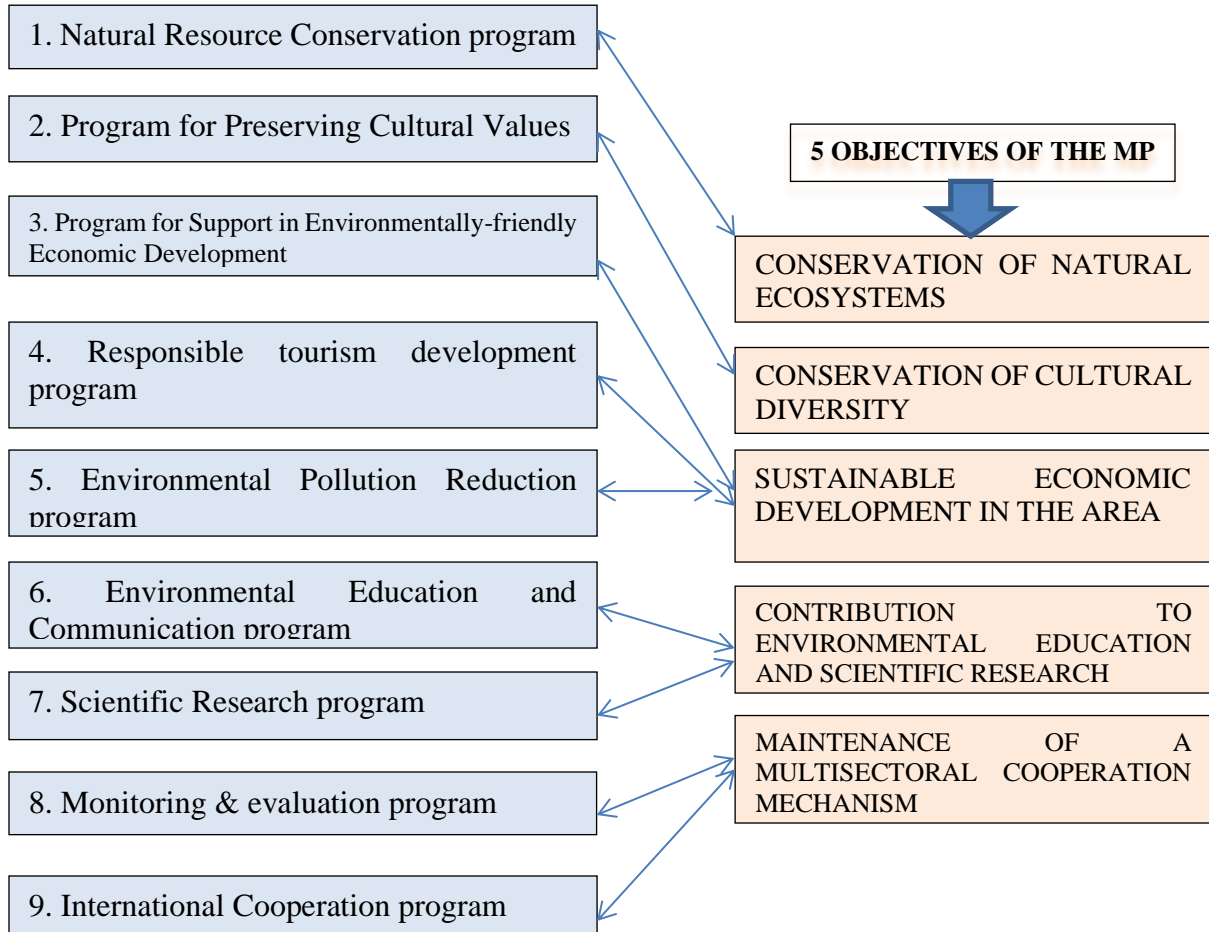 1. Natural Resource Conservation program
2. Program for Preserving Cultural Values
3. Program for Support in Environmentally-friendly
Economic Development
4. Responsible tourism development
program
5. Environmental Pollution Reduction
program
6. Environmental Education and
Communication program
7. Scientific Research program
8. Monitoring & evaluation program
9. International Cooperation program
5 OBJECTIVES OF THE MP
CONSERVATION OF NATURAL
ECOSYSTEMS
CONSERVATION OF CULTURAL
DIVERSITY
SUSTAINABLE ECONOMIC
DEVELOPMENT IN THE AREA
CONTRIBUTION TO
ENVIRONMENTAL EDUCATION
AND SCIENTIFIC RESEARCH
MAINTENANCE OF A
MULTISECTORAL COOPERATION
MECHANISM